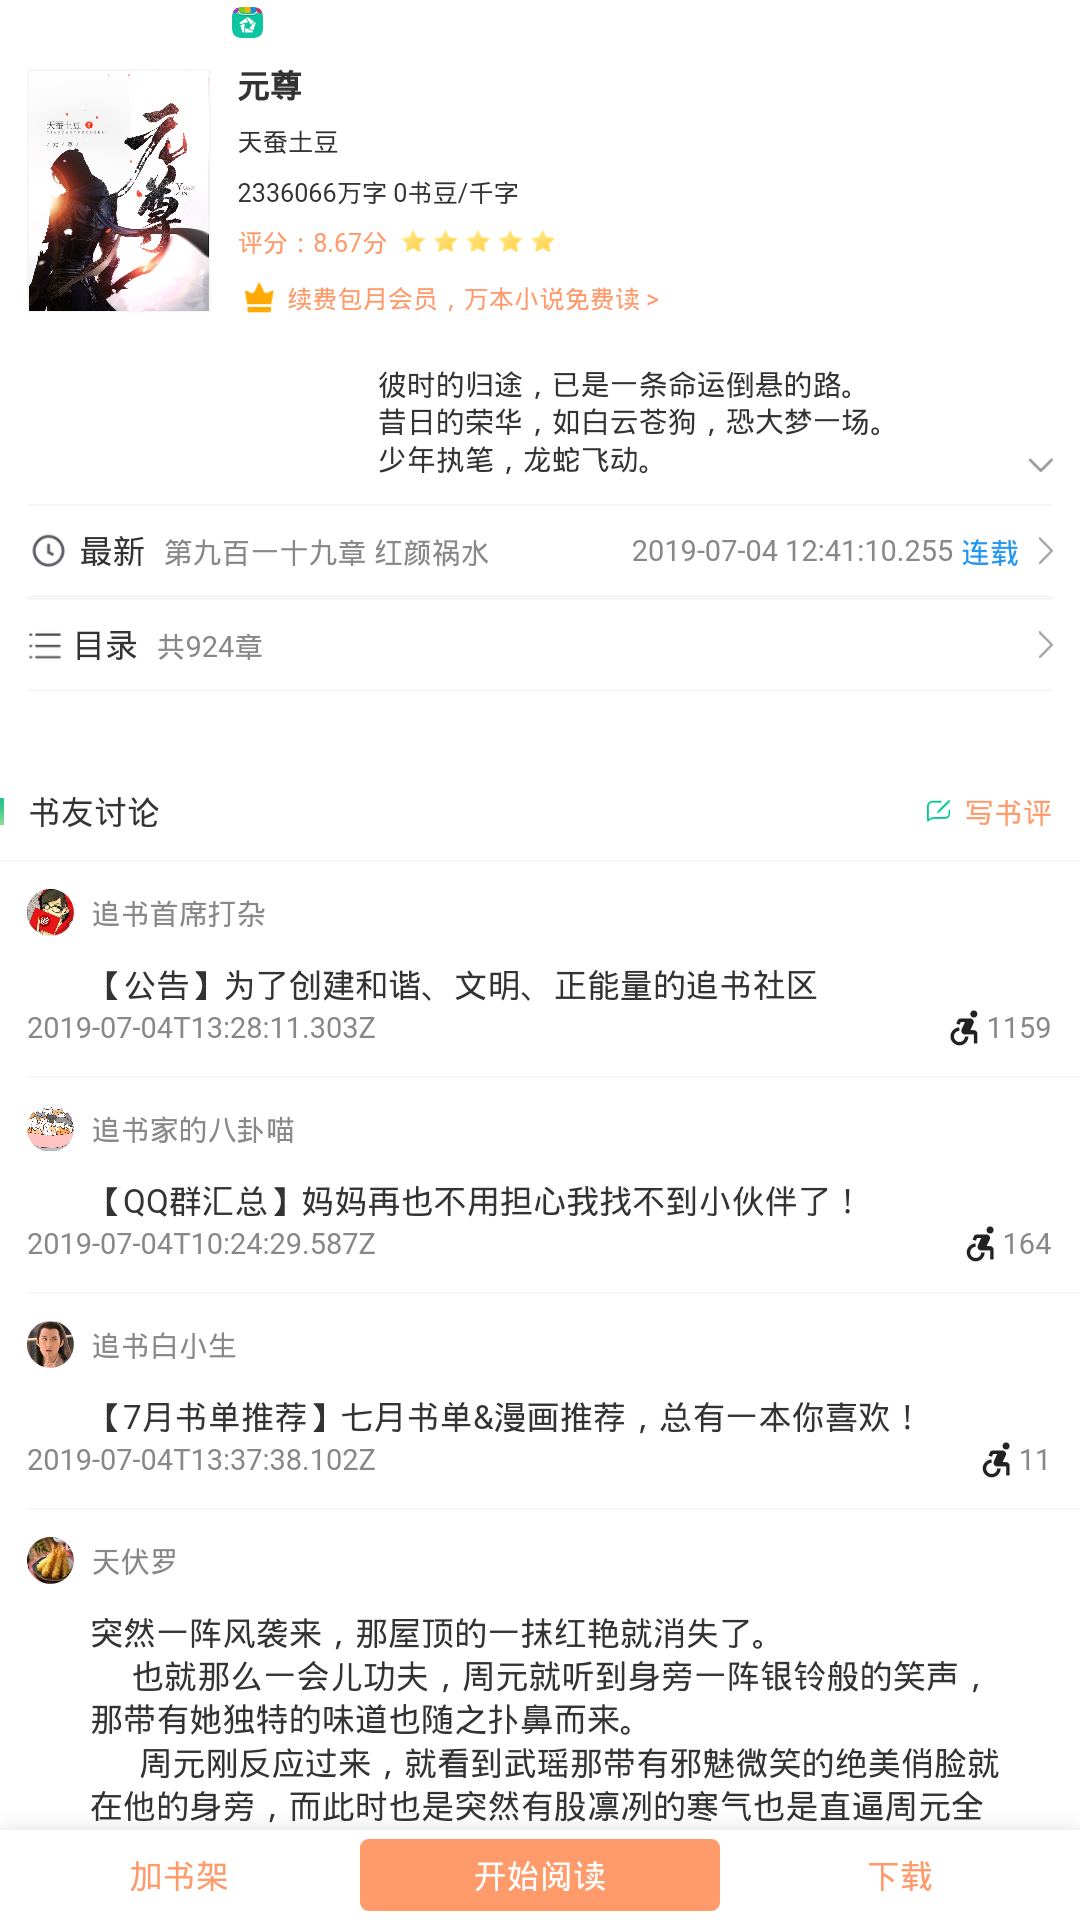 元尊
天蚕土豆
2336066万字 0书豆/千字
评分：8.67分
续费包月会员，万本小说免费读 >
天蚕土豆
元尊
YUAN
ZUN
彼时的归途，已是一条命运倒悬的路。
昔日的荣华，如白云苍狗，恐大梦一场。
少年执笔，龙蛇飞动。
最新 第九百一十九章 红颜祸水 2019-07-04 12:41:10.255 连载
目录 共924章
书友讨论 写书评
追书首席打杂
【公告】为了创建和谐、文明、正能量的追书社区
2019-07-04T13:28:11.303Z 1159
追书家的八卦喵
【QQ群汇总】妈妈再也不用担心我找不到小伙伴了！
2019-07-04T10:24:29.587Z 164
追书白小生
【7月书单推荐】七月书单&漫画推荐，总有一本你喜欢！
2019-07-04T13:37:38.102Z 11
天伏罗
突然一阵风袭来，那屋顶的一抹红艳就消失了。
也就那么一会儿功夫，周元就听到身旁一阵银铃般的笑声，
那带有她独特的味道也随之扑鼻而来。
周元刚反应过来，就看到武瑶那带有邪魅微笑的绝美俏脸就
在他的身旁，而此时也是突然有股凛冽的寒气也是直逼周元全
加书架 开始阅读 下载